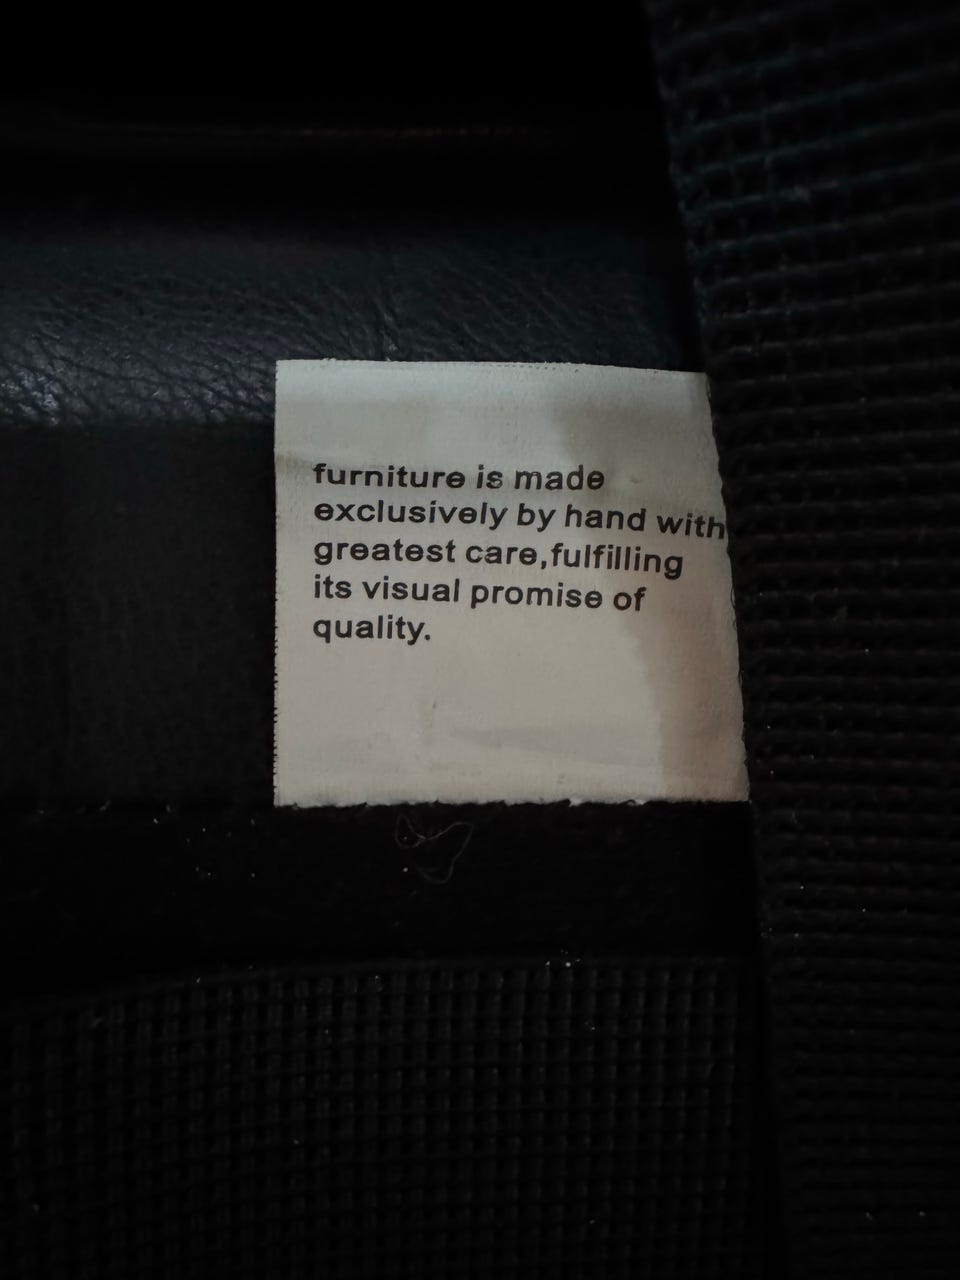 furniture is made
exclusively by hand with
greatest care,fulfilling
its visual promise of
quality.